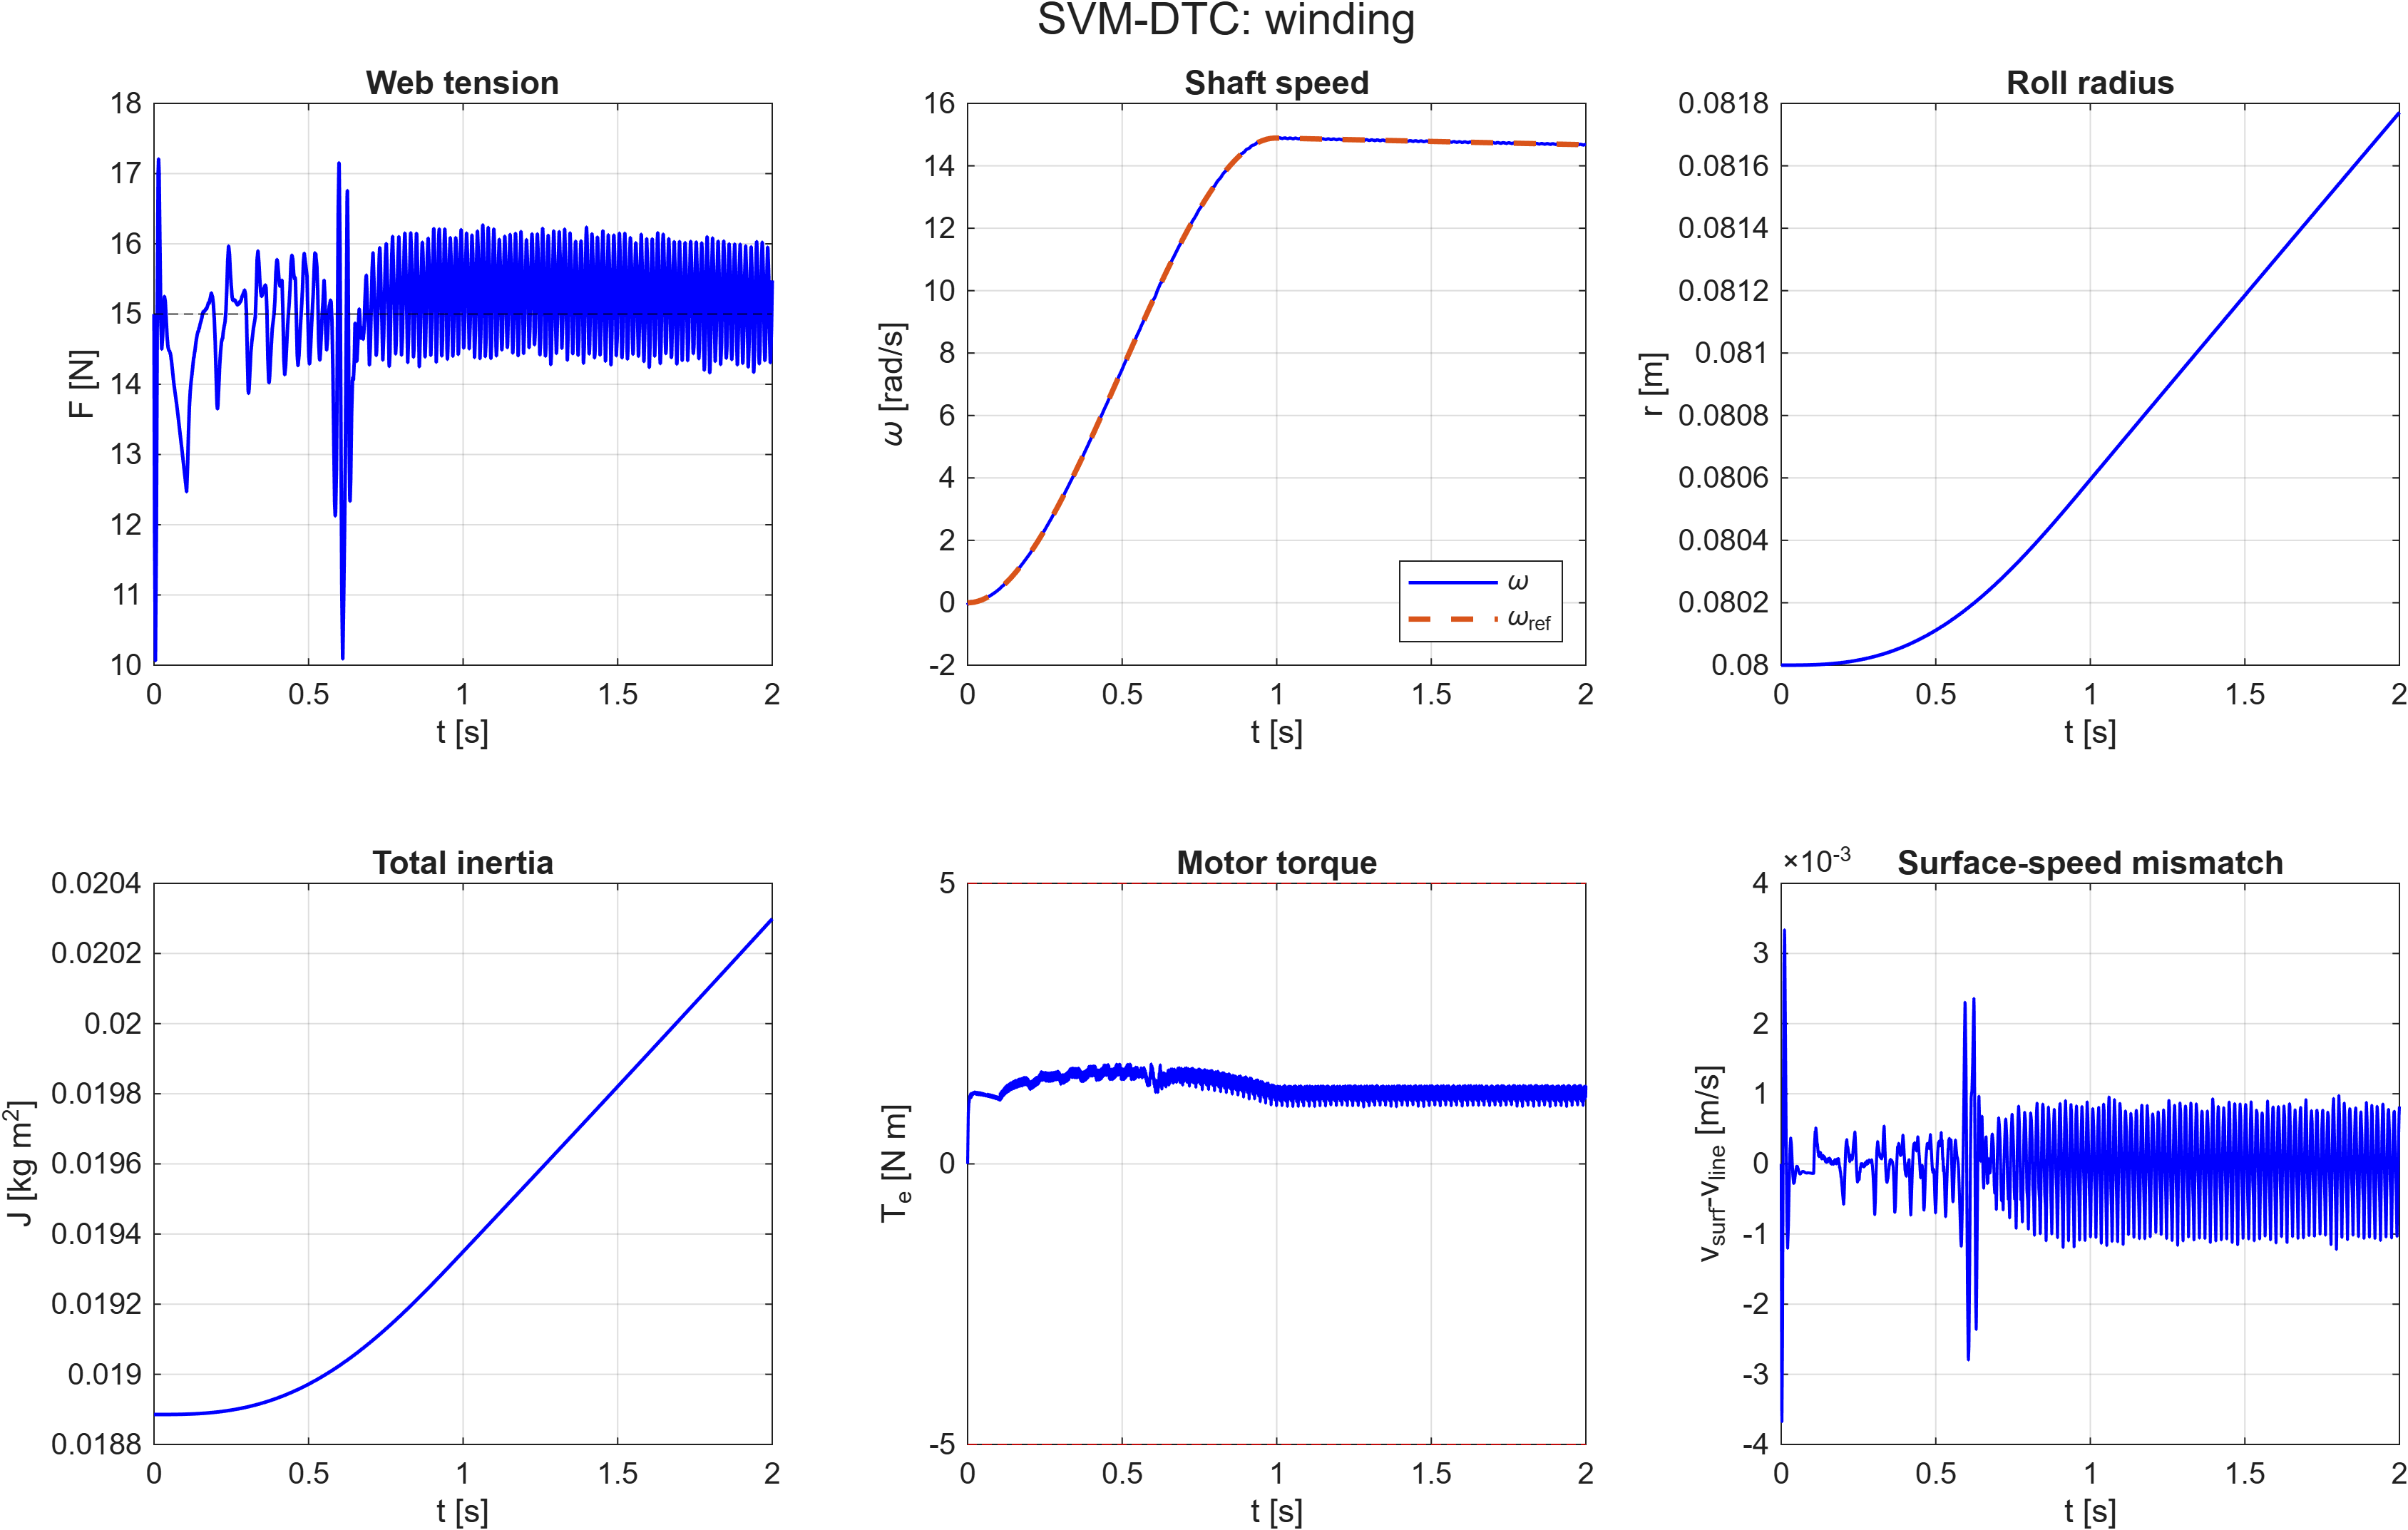 SVM-DTC: winding
Web tension
18
17
16
15
14
13
12
11
10
F [N]
0 0.5 1 1.5 2
t [s]
Shaft speed
16
14
12
10
8
6
4
2
0
-2
ω [rad/s]
ω
ω_ref
0 0.5 1 1.5 2
t [s]
Roll radius
0.0818
0.0816
0.0814
0.0812
0.081
0.0808
0.0806
0.0804
0.0802
0.08
r [m]
0 0.5 1 1.5 2
t [s]
Total inertia
0.0204
0.0202
0.02
0.0198
0.0196
0.0194
0.0192
0.019
0.0188
J [kg m²]
0 0.5 1 1.5 2
t [s]
Motor torque
5
0
-5
T_e [N m]
0 0.5 1 1.5 2
t [s]
×10⁻³
Surface-speed mismatch
4
3
2
1
0
-1
-2
-3
-4
v_surf-v_line [m/s]
0 0.5 1 1.5 2
t [s]